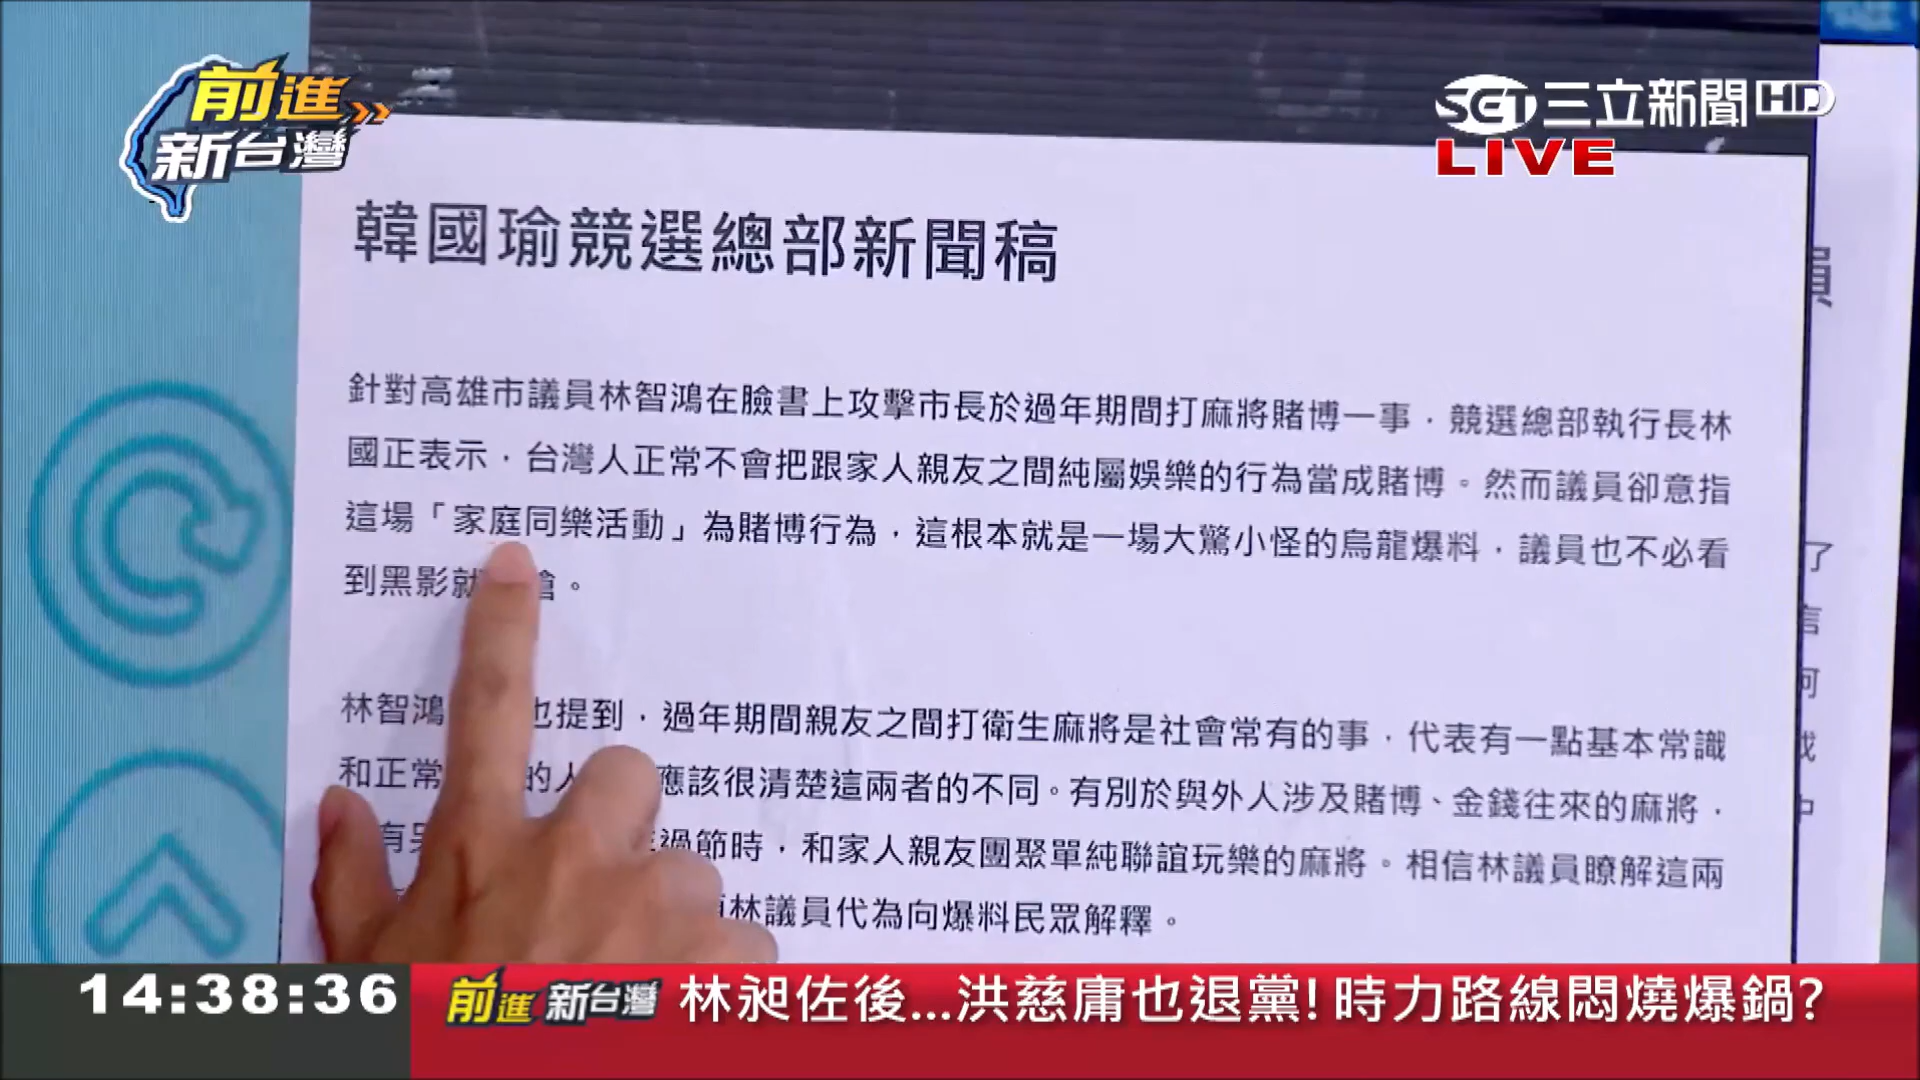 前進
新台灣
SET三立新聞HD
LIVE
韓國瑜競選總部新聞稿
針對高雄市議員林智鴻在臉書上攻擊市長於過年期間打麻將賭博一事，競選總部執行長林
國正表示，台灣人正常不會把跟家人親友之間純屬娛樂的行為當成賭博。然而議員卻意指
這場「家庭同樂活動」為賭博行為，這根本就是一場大驚小怪的烏龍爆料，議員也不必看
到黑影就 槍。
林智鴻 也提到，過年期間親友之間打衛生麻將是社會常有的事，代表有一點基本常識
和正常 的人 應該很清楚這兩者的不同。有別於與外人涉及賭博、金錢往來的麻將，
有 過節時，和家人親友團聚單純聯誼玩樂的麻將。相信林議員瞭解這兩
林議員代為向爆料民眾解釋。
14:38:36
前進新台灣 林昶佐後...洪慈庸也退黨!時力路線悶燒爆鍋?